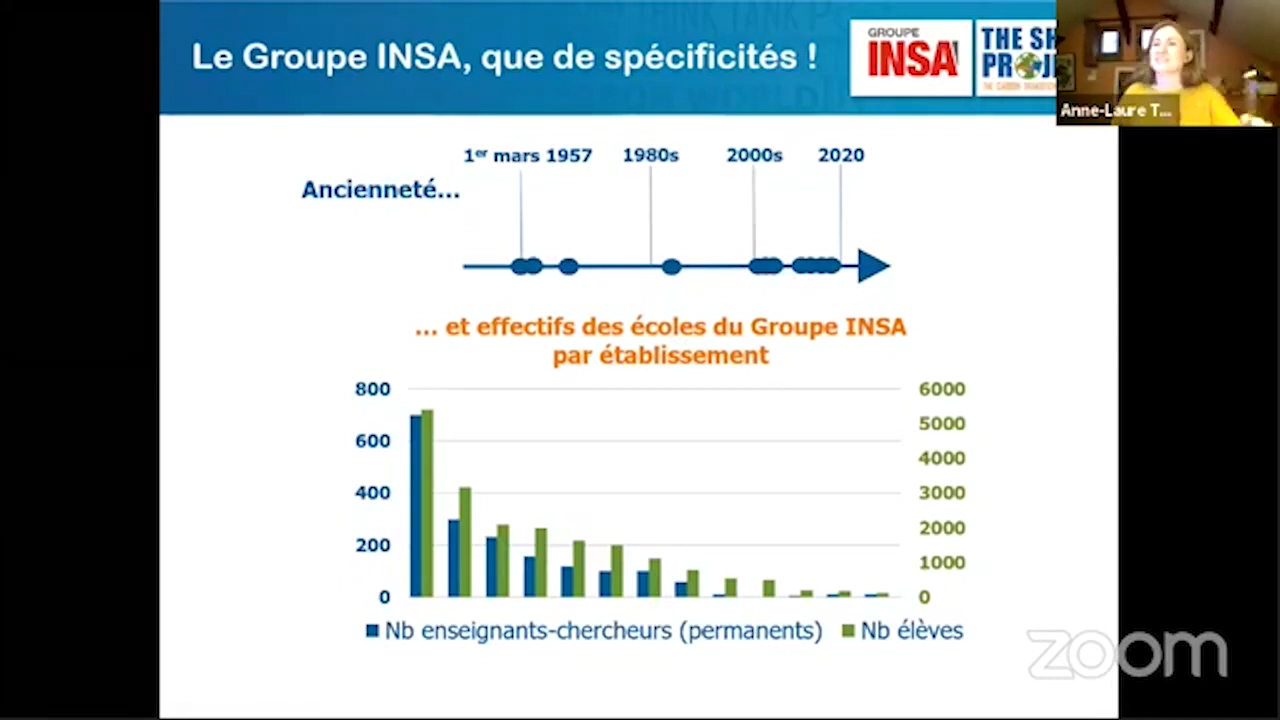 Le Groupe INSA, que de spécificités !
GROUPE
INSA
THE SH
PROJ
Anne-Laure T...
1er mars 1957 1980s 2000s 2020
Ancienneté...
... et effectifs des écoles du Groupe INSA
par établissement
800 6000
5000
600
4000
400 3000
2000
200
1000
0 0
Nb enseignants-chercheurs (permanents) Nb élèves
zoom